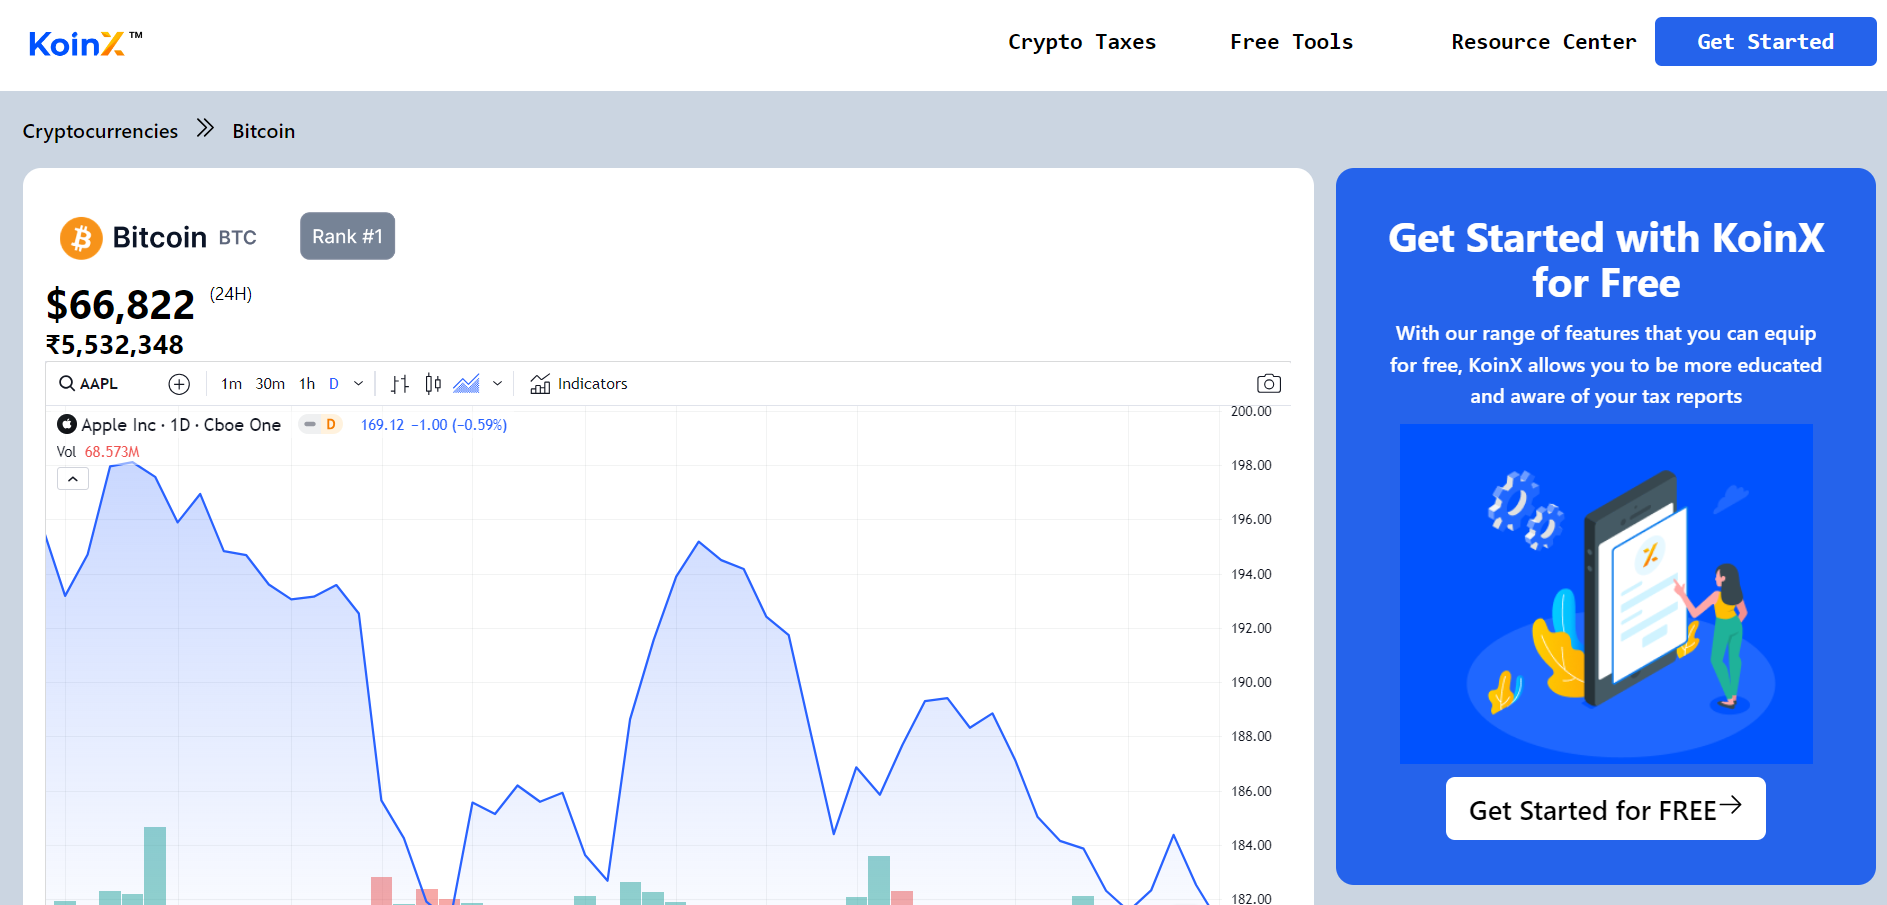 KoinX™ Crypto Taxes Free Tools Resource Center Get Started
Cryptocurrencies Bitcoin
Bitcoin BTC Rank #1
$66,822 (24H)
₹5,532,348
AAPL 1m 30m 1h D Indicators
Apple Inc · 1D · Cboe One D 169.12 −1.00 (−0.59%)
Vol 68.573M
200.00
198.00
196.00
194.00
192.00
190.00
188.00
186.00
184.00
182.00
Get Started with KoinX
for Free
With our range of features that you can equip
for free, KoinX allows you to be more educated
and aware of your tax reports
Get Started for FREE